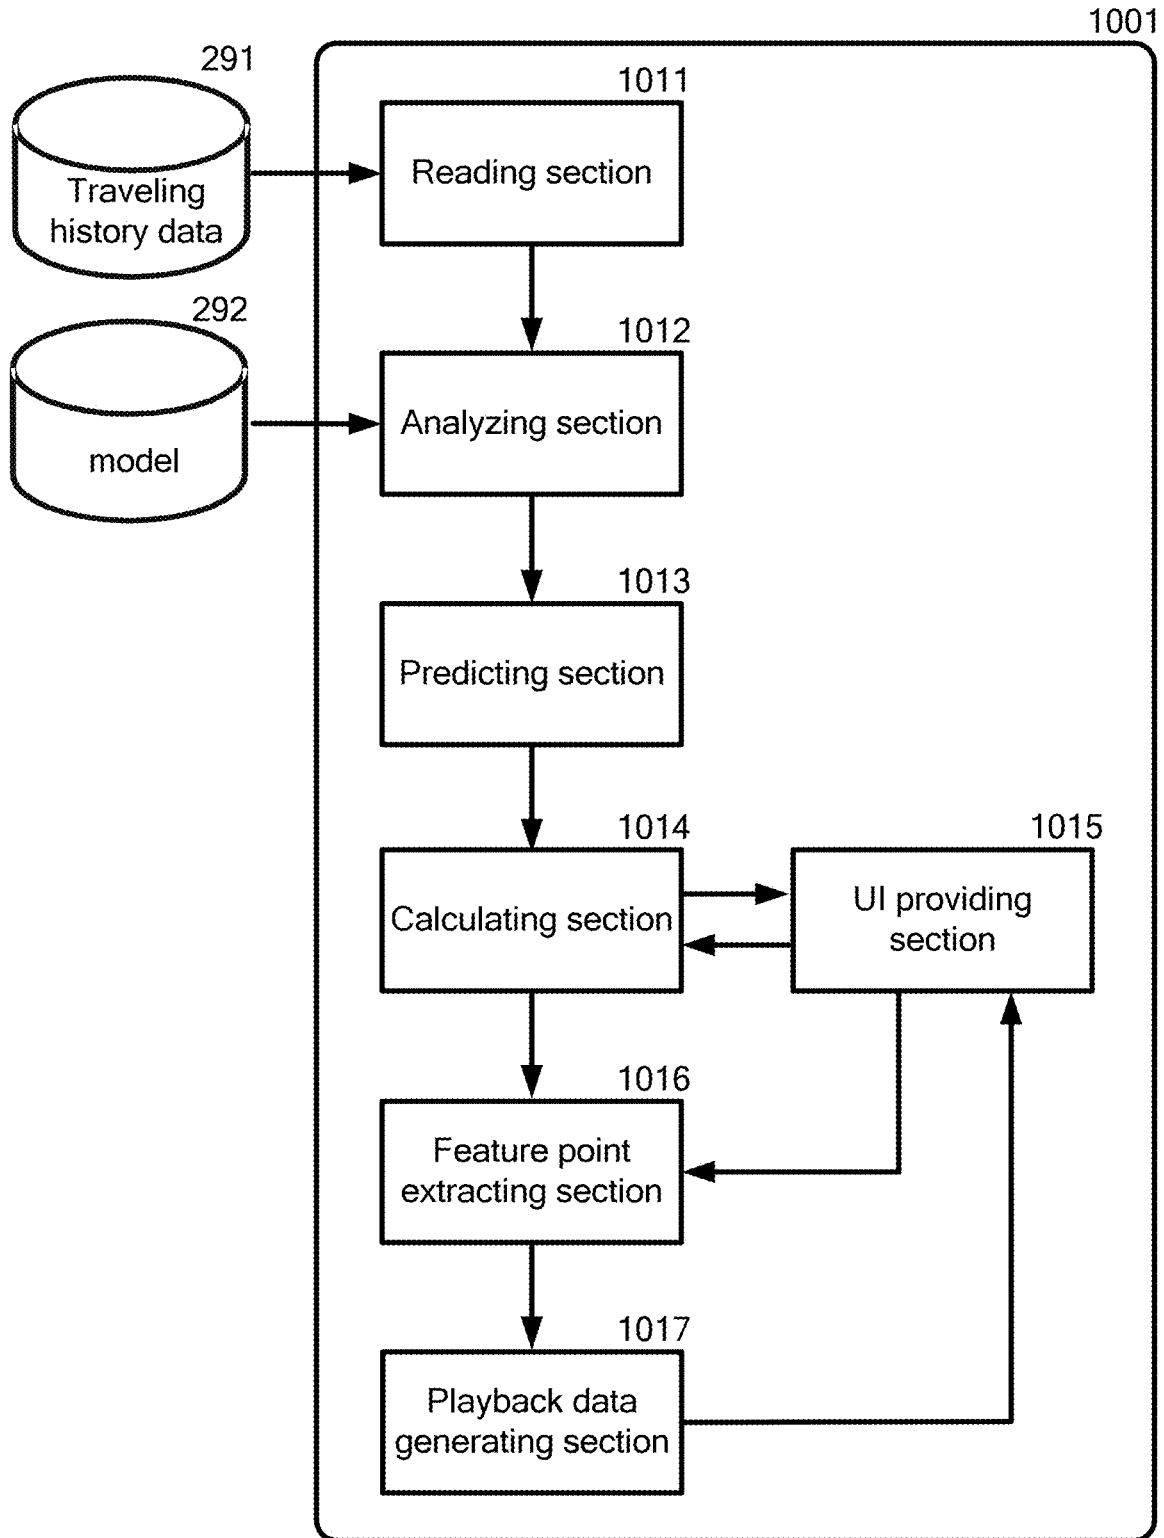 1001
291
1011
Traveling
history data
Reading section
292
1012
model
Analyzing section
1013
Predicting section
1014
1015
Calculating section
UI providing
section
1016
Feature point
extracting section
1017
Playback data
generating section